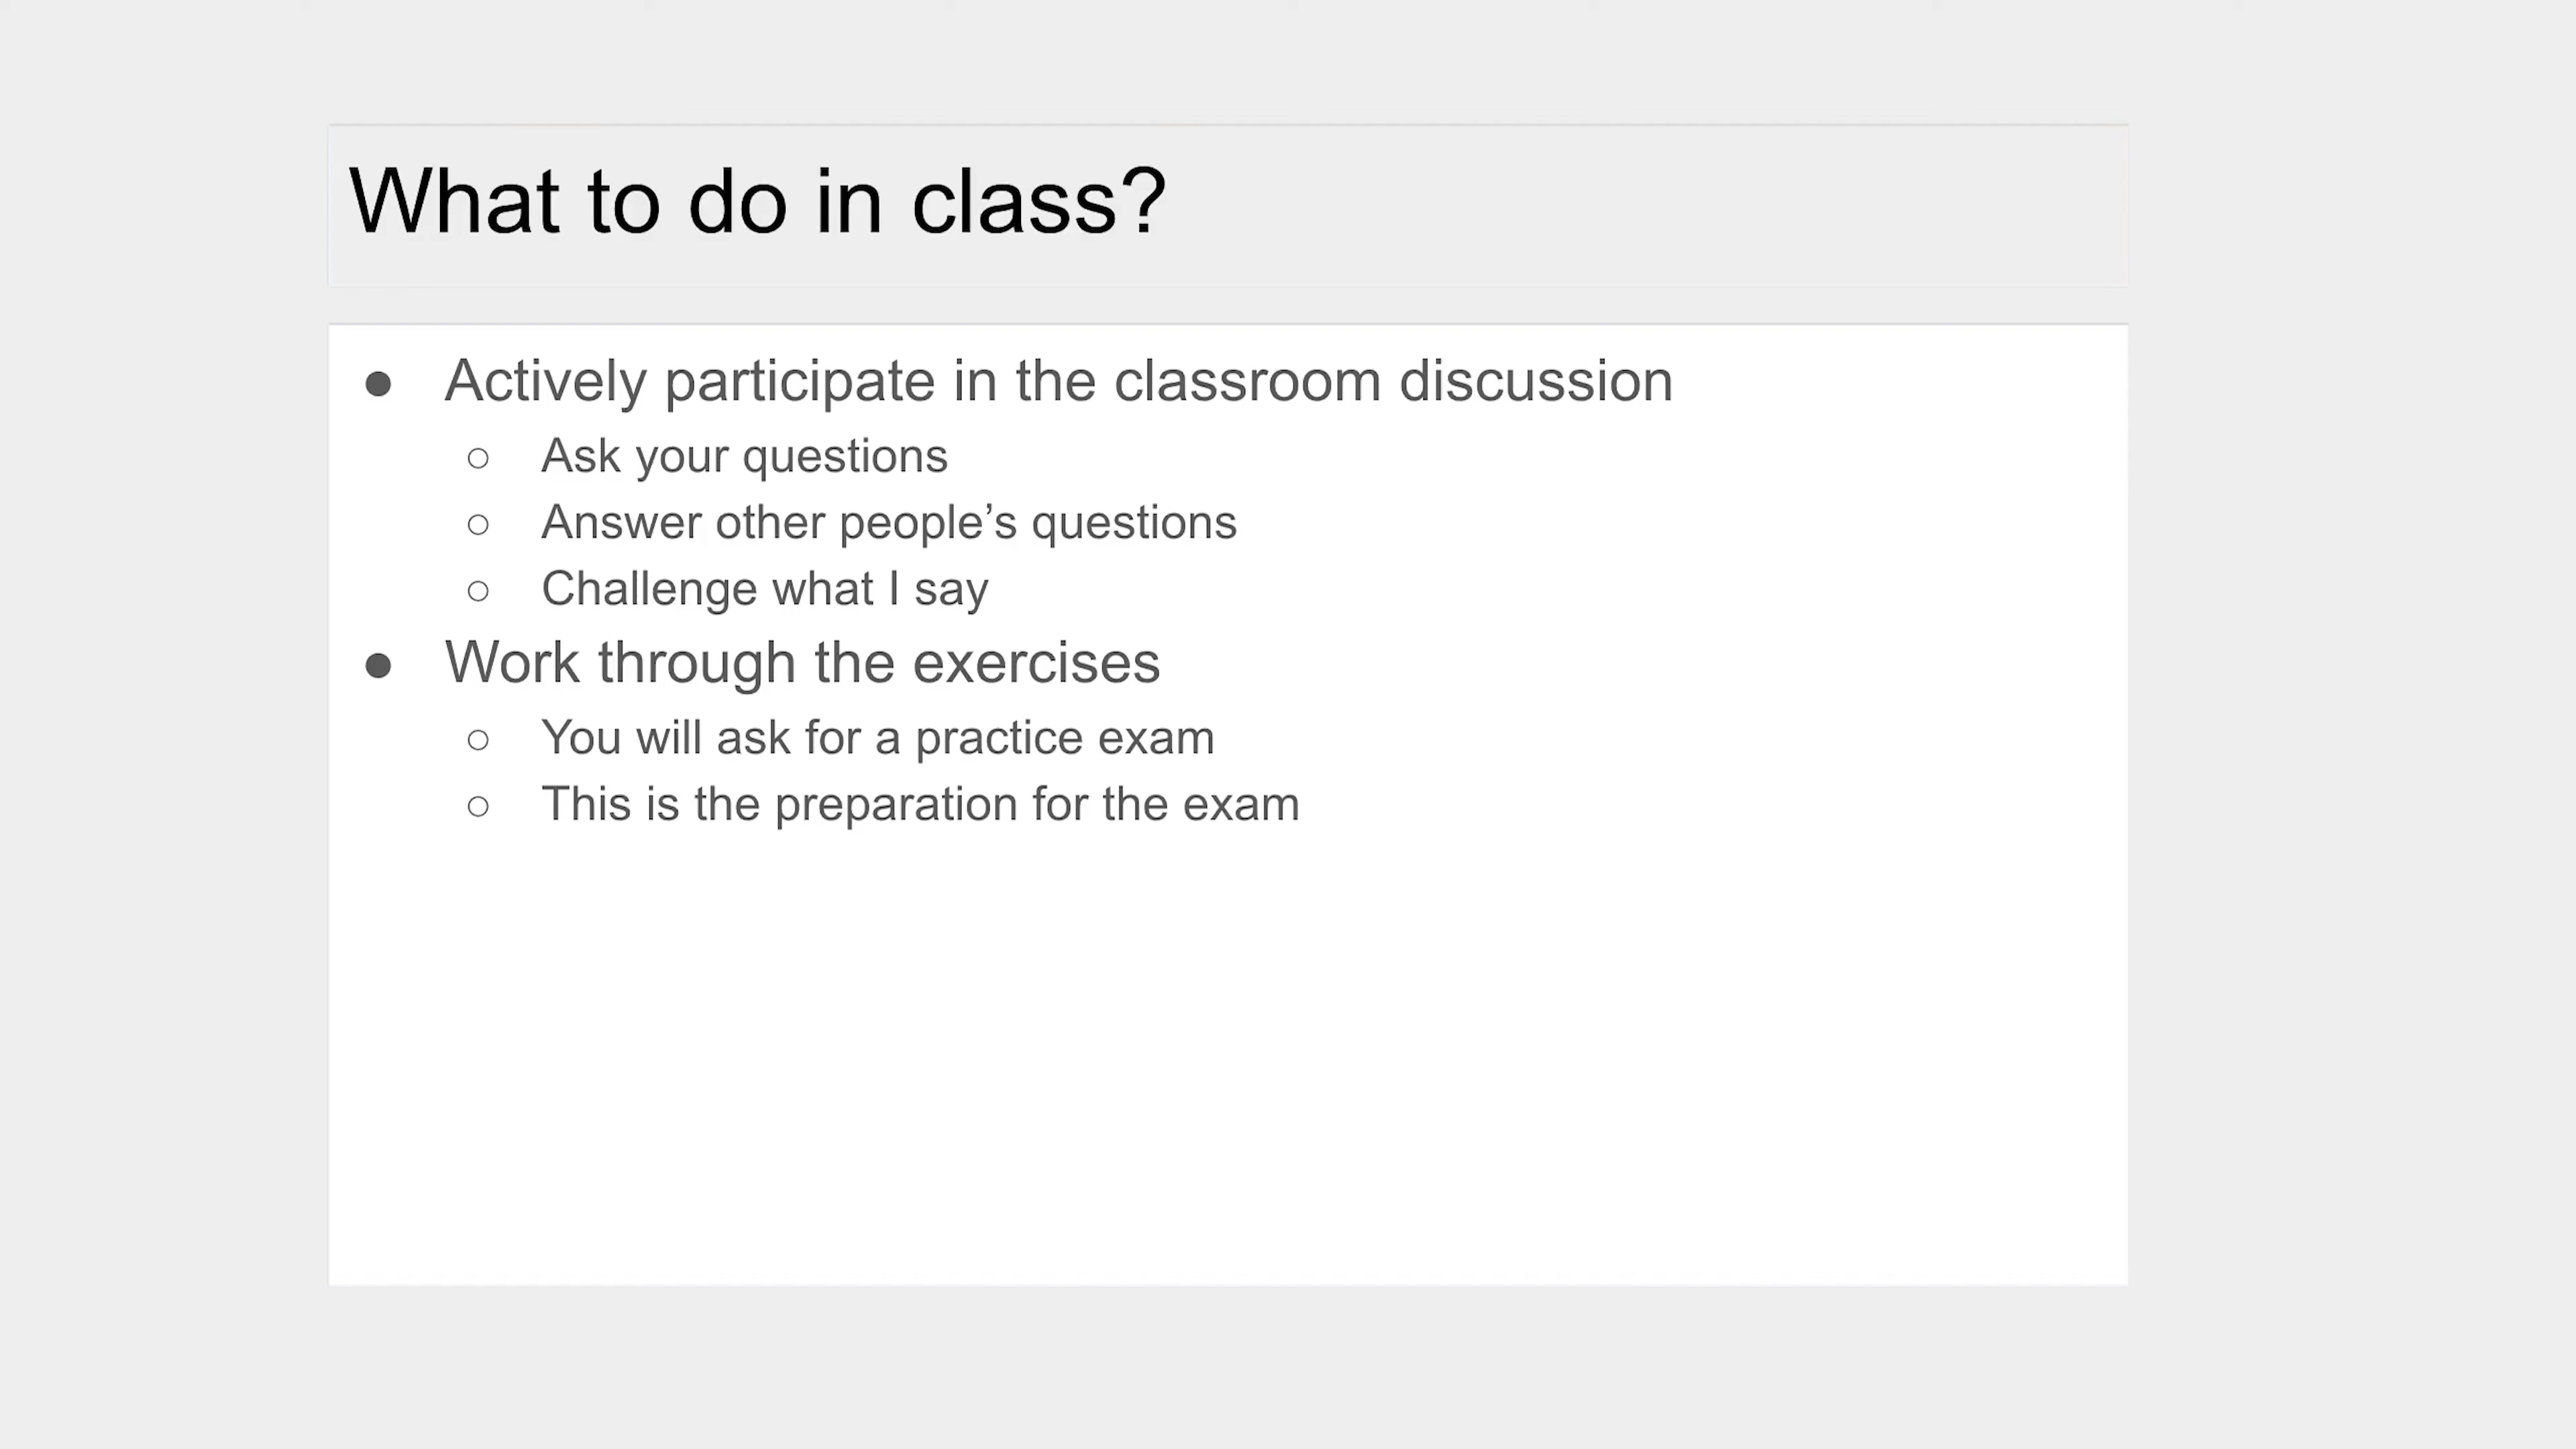 What to do in class?
● Actively participate in the classroom discussion
○ Ask your questions
○ Answer other people’s questions
○ Challenge what I say
● Work through the exercises
○ You will ask for a practice exam
○ This is the preparation for the exam